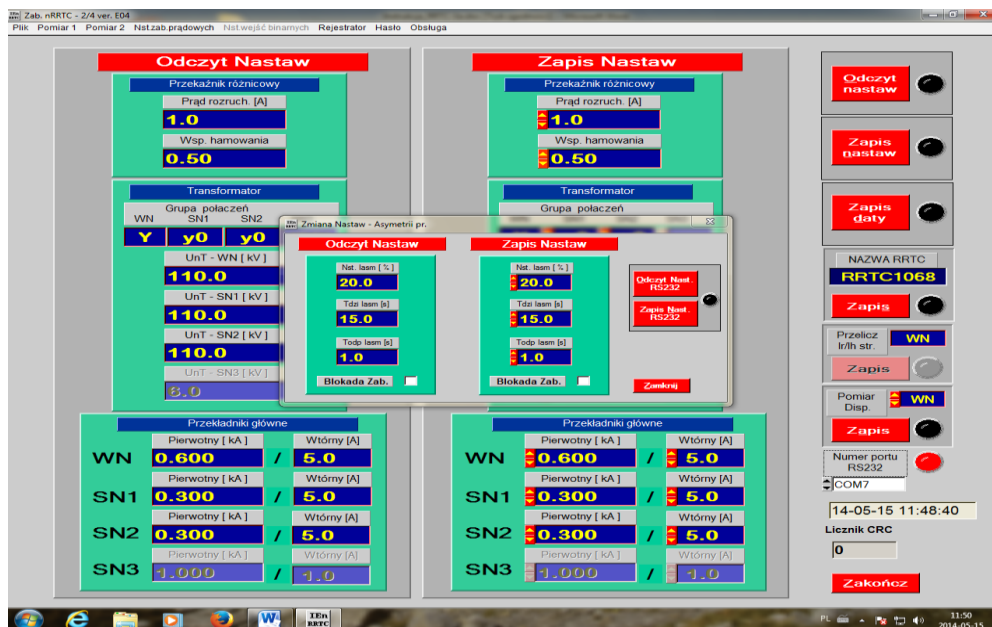 Zab. nRRTC - 2/4 ver. E04
Plik Pomiar 1 Pomiar 2 Nst.zab.prądowych Nst.wejść binarnych Rejestrator Hasło Obsługa
Odczyt Nastaw
Przekaźnik różnicowy
Prąd rozruch. [A]
1.0
Wsp. hamowania
0.50
Transformator
Grupa połaczeń
WN SN1 SN2
Y y0 y0
UnT - WN [ kV ]
110.0
UnT - SN1 [ kV ]
110.0
UnT - SN2 [ kV ]
110.0
UnT - SN3 [ kV ]
6.0
Przekładniki główne
Pierwotny [ kA ] Wtórny [A]
WN 0.600 / 5.0
Pierwotny [ kA ] Wtórny [A]
SN1 0.300 / 5.0
Pierwotny [ kA ] Wtórny [A]
SN2 0.300 / 5.0
Pierwotny [ kA ] Wtórny [A]
SN3 1.000 / 1.0
Zapis Nastaw
Przekaźnik różnicowy
Prąd rozruch. [A]
1.0
Wsp. hamowania
0.50
Transformator
Grupa połaczeń
Zmiana Nastaw - Asymetrii pr.
Odczyt Nastaw
Nst. Iasm [ % ]
20.0
Tdzi Iasm [s]
15.0
Todp Iasm [s]
1.0
Blokada Zab.
Zapis Nastaw
Nst. Iasm [ % ]
20.0
Tdzi Iasm [s]
15.0
Todp Iasm [s]
1.0
Blokada Zab.
Odczyt Nast.
RS232
Zapis Nast.
RS232
Zamknij
Przekładniki główne
Pierwotny [ kA ] Wtórny [A]
WN 0.600 / 5.0
Pierwotny [ kA ] Wtórny [A]
SN1 0.300 / 5.0
Pierwotny [ kA ] Wtórny [A]
SN2 0.300 / 5.0
Pierwotny [ kA ] Wtórny [A]
SN3 1.000 / 1.0
Odczyt
nastaw
Zapis
nastaw
Zapis
daty
NAZWA RRTC
RRTC1068
Zapis
Przelicz
Ir/Ih str.
WN
Zapis
Pomiar
Disp.
WN
Zapis
Numer portu
RS232
COM7
14-05-15 11:48:40
Licznik CRC
0
Zakończ
IEn
RRTC
PL
11:50
2014-05-15